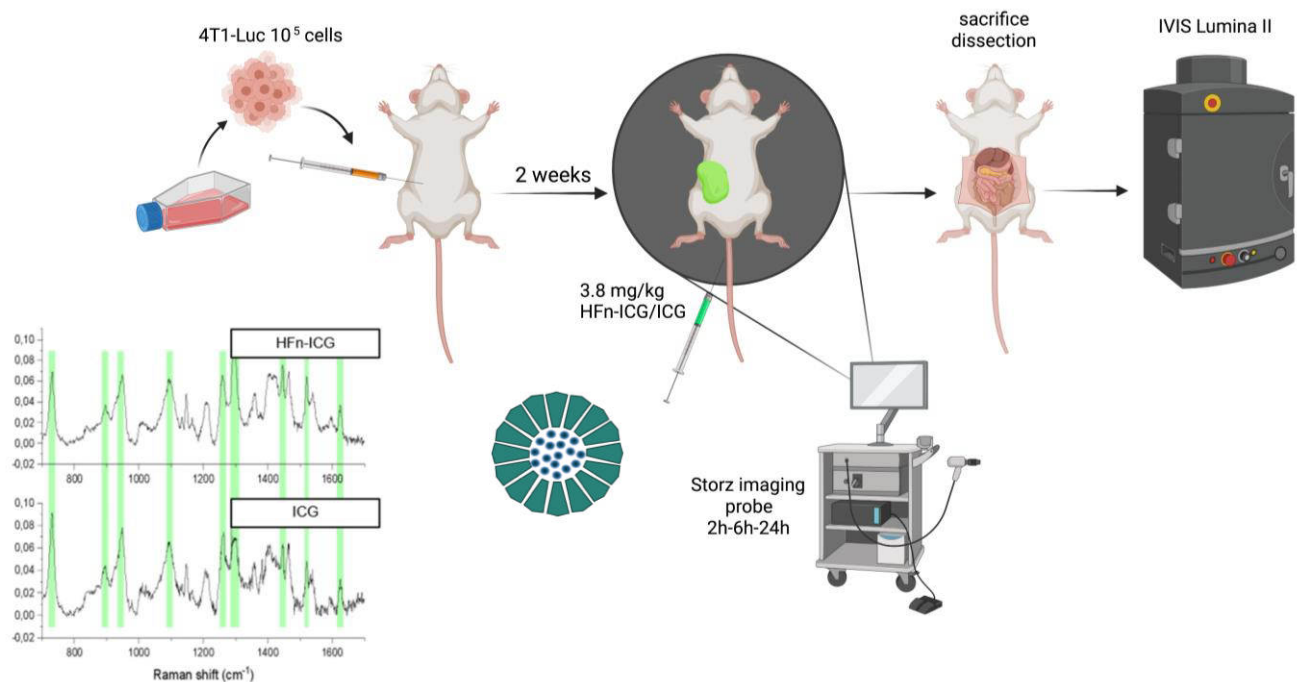 4T1-Luc 10⁵ cells
sacrifice
dissection
IVIS Lumina II
2 weeks
3.8 mg/kg
HFn-ICG/ICG
Storz imaging
probe
2h-6h-24h
HFn-ICG
0,10
0,08
0,06
0,04
0,02
0,00
-0,02
800 1000 1200 1400 1600
ICG
0,10
0,08
0,06
0,04
0,02
0,00
-0,02
800 1000 1200 1400 1600
Raman shift (cm⁻¹)